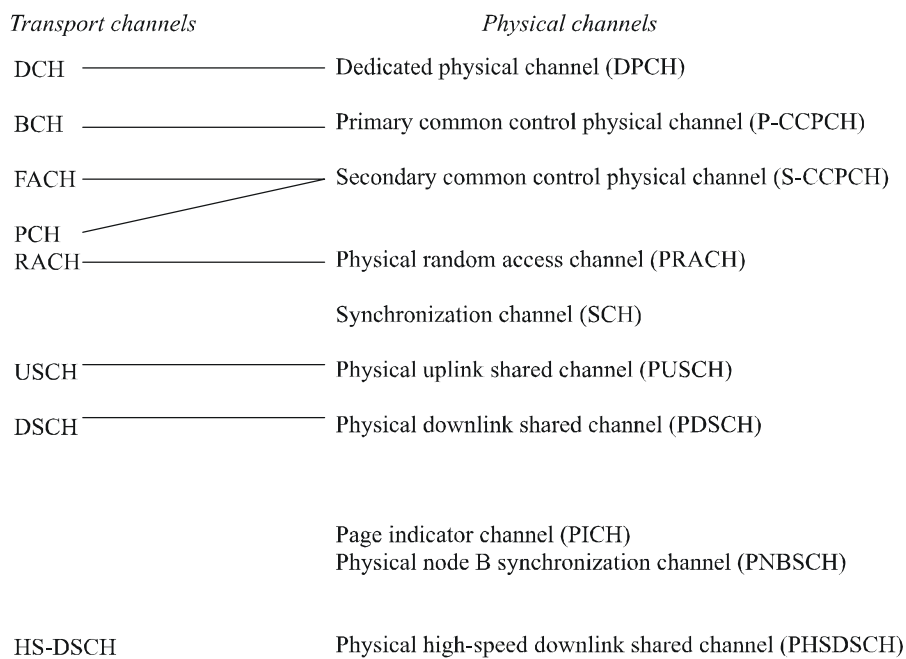 Transport channels Physical channels
DCH Dedicated physical channel (DPCH)
BCH Primary common control physical channel (P-CCPCH)
FACH Secondary common control physical channel (S-CCPCH)
PCH
RACH Physical random access channel (PRACH)
Synchronization channel (SCH)
USCH Physical uplink shared channel (PUSCH)
DSCH Physical downlink shared channel (PDSCH)
Page indicator channel (PICH)
Physical node B synchronization channel (PNBSCH)
HS-DSCH Physical high-speed downlink shared channel (PHSDSCH)